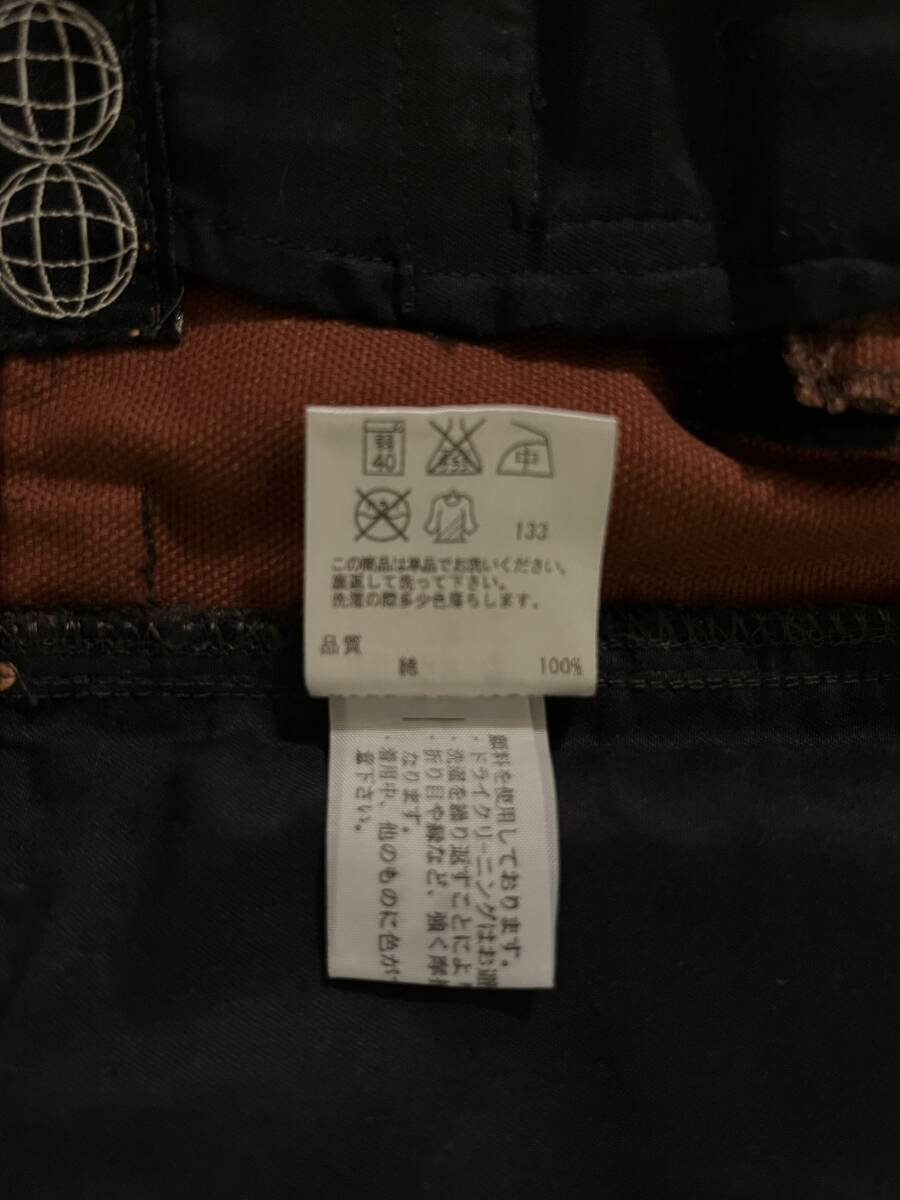 弱
40
中
133
この商品は単品でお洗いください。
裏返して洗って下さい。
洗濯の際多少色落ちします。
品質
綿 100%
顔料を使用しております。
・ドライクリーニングはお避
・洗濯を繰り返すことによ
折り目や縁など、強く摩
なります。
・着用中、他のものに色が
意下さい。